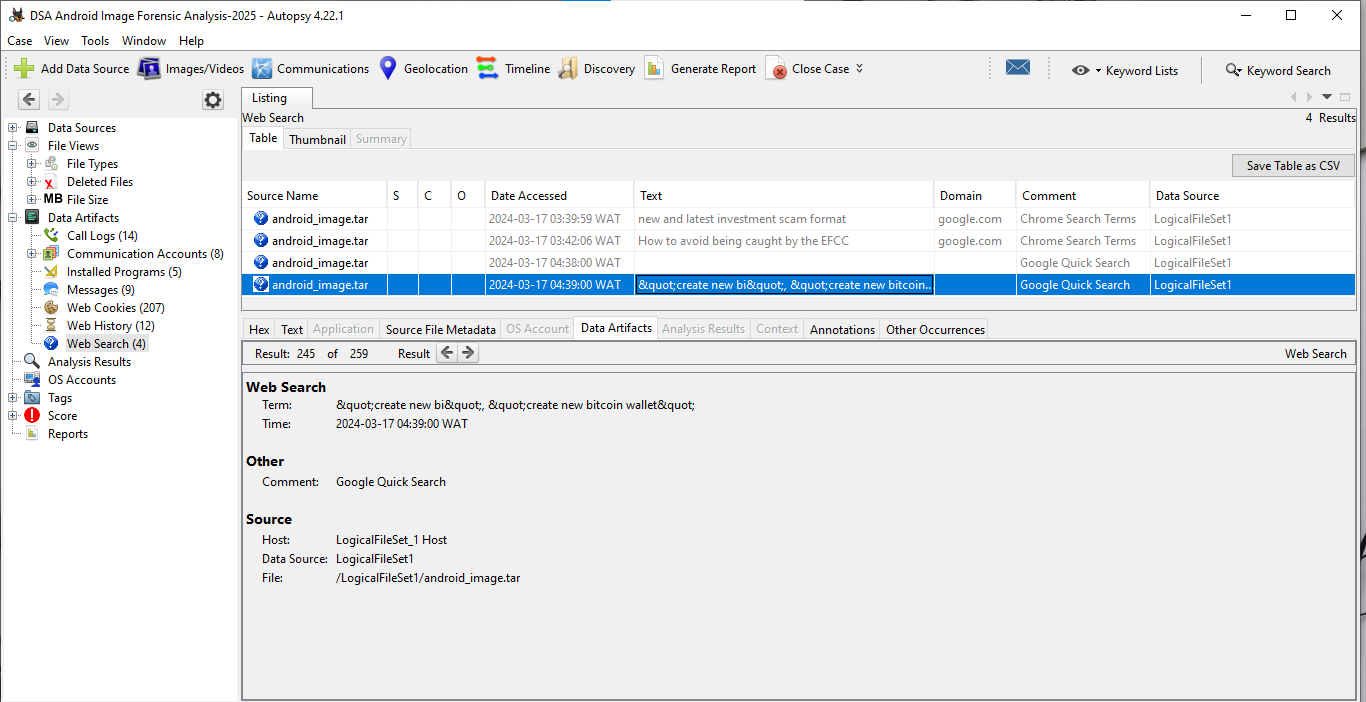 DSA Android Image Forensic Analysis-2025 - Autopsy 4.22.1
Case View Tools Window Help
Add Data Source Images/Videos Communications Geolocation Timeline Discovery Generate Report Close Case Keyword Lists Keyword Search
Data Sources
File Views
File Types
Deleted Files
MB File Size
Data Artifacts
Call Logs (14)
Communication Accounts (8)
Installed Programs (5)
Messages (9)
Web Cookies (207)
Web History (12)
Web Search (4)
Analysis Results
OS Accounts
Tags
Score
Reports
Listing
Web Search 4 Results
Table Thumbnail Summary
Save Table as CSV
Source Name S C O Date Accessed Text Domain Comment Data Source
android_image.tar 2024-03-17 03:39:59 WAT new and latest investment scam format google.com Chrome Search Terms LogicalFileSet1
android_image.tar 2024-03-17 03:42:06 WAT How to avoid being caught by the EFCC google.com Chrome Search Terms LogicalFileSet1
android_image.tar 2024-03-17 04:38:00 WAT Google Quick Search LogicalFileSet1
android_image.tar 2024-03-17 04:39:00 WAT &quot;create new bi&quot;, &quot;create new bitcoin... Google Quick Search LogicalFileSet1
Hex Text Application Source File Metadata OS Account Data Artifacts Analysis Results Context Annotations Other Occurrences
Result: 245 of 259 Result Web Search
Web Search
Term: &quot;create new bi&quot;, &quot;create new bitcoin wallet&quot;
Time: 2024-03-17 04:39:00 WAT
Other
Comment: Google Quick Search
Source
Host: LogicalFileSet_1 Host
Data Source: LogicalFileSet1
File: /LogicalFileSet1/android_image.tar